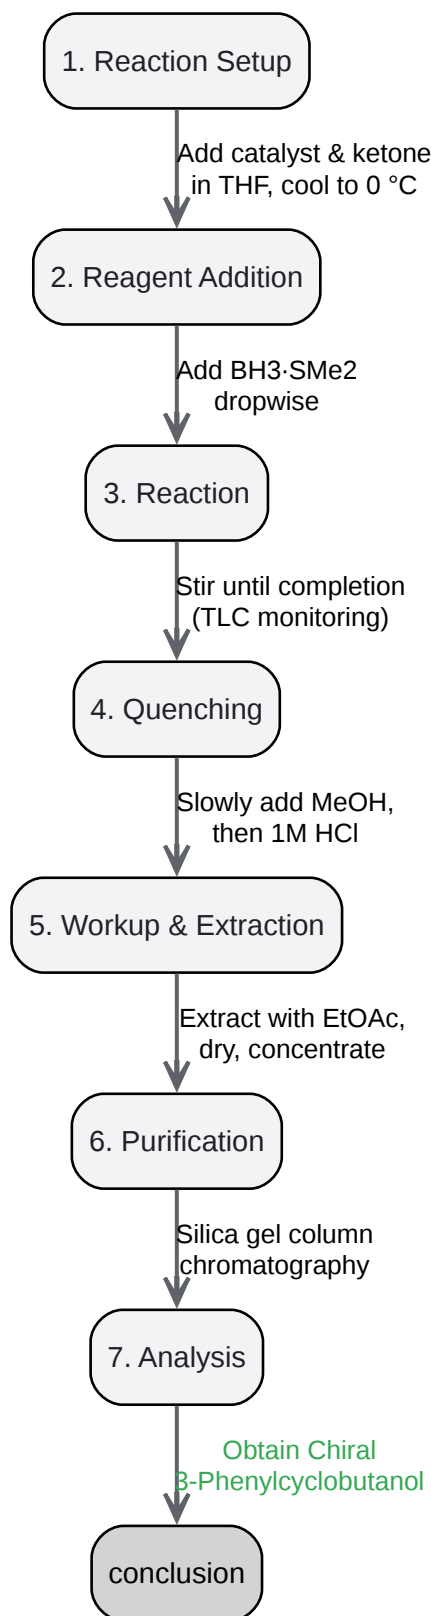 1. Reaction Setup
Add catalyst & ketone
in THF, cool to 0 °C
2. Reagent Addition
Add BH3·SMe2
dropwise
3. Reaction
Stir until completion
(TLC monitoring)
4. Quenching
Slowly add MeOH,
then 1M HCl
5. Workup & Extraction
Extract with EtOAc,
dry, concentrate
6. Purification
Silica gel column
chromatography
7. Analysis
Obtain Chiral
3-Phenylcyclobutanol
conclusion